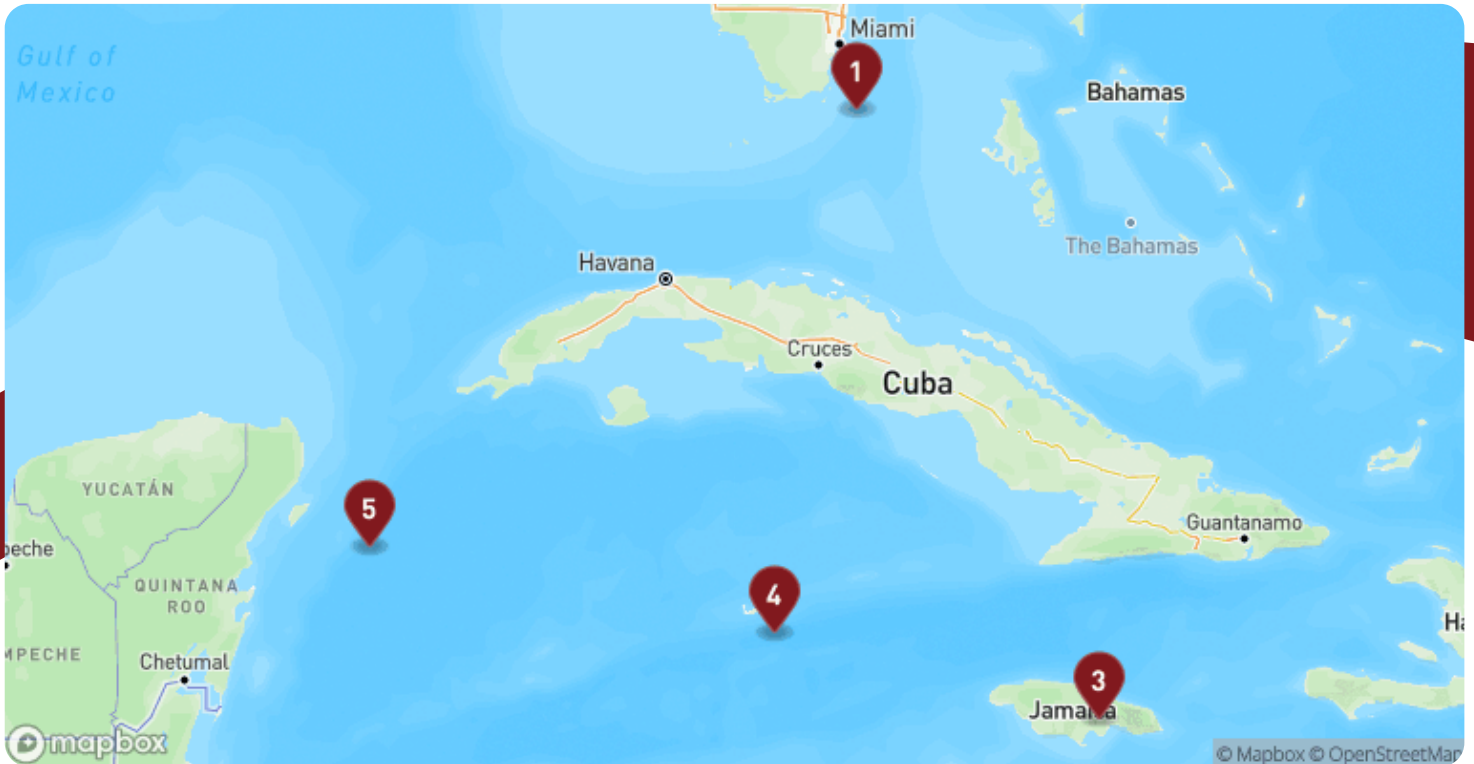 Gulf of
Mexico
Miami
1
Bahamas
The Bahamas
Havana
Cruces
Cuba
YUCATÁN
5
Guantanamo
peche
QUINTANA
ROO
4
Ha
MPECHE
Chetumal
3
Jamaica
mapbox
© Mapbox © OpenStreetMap